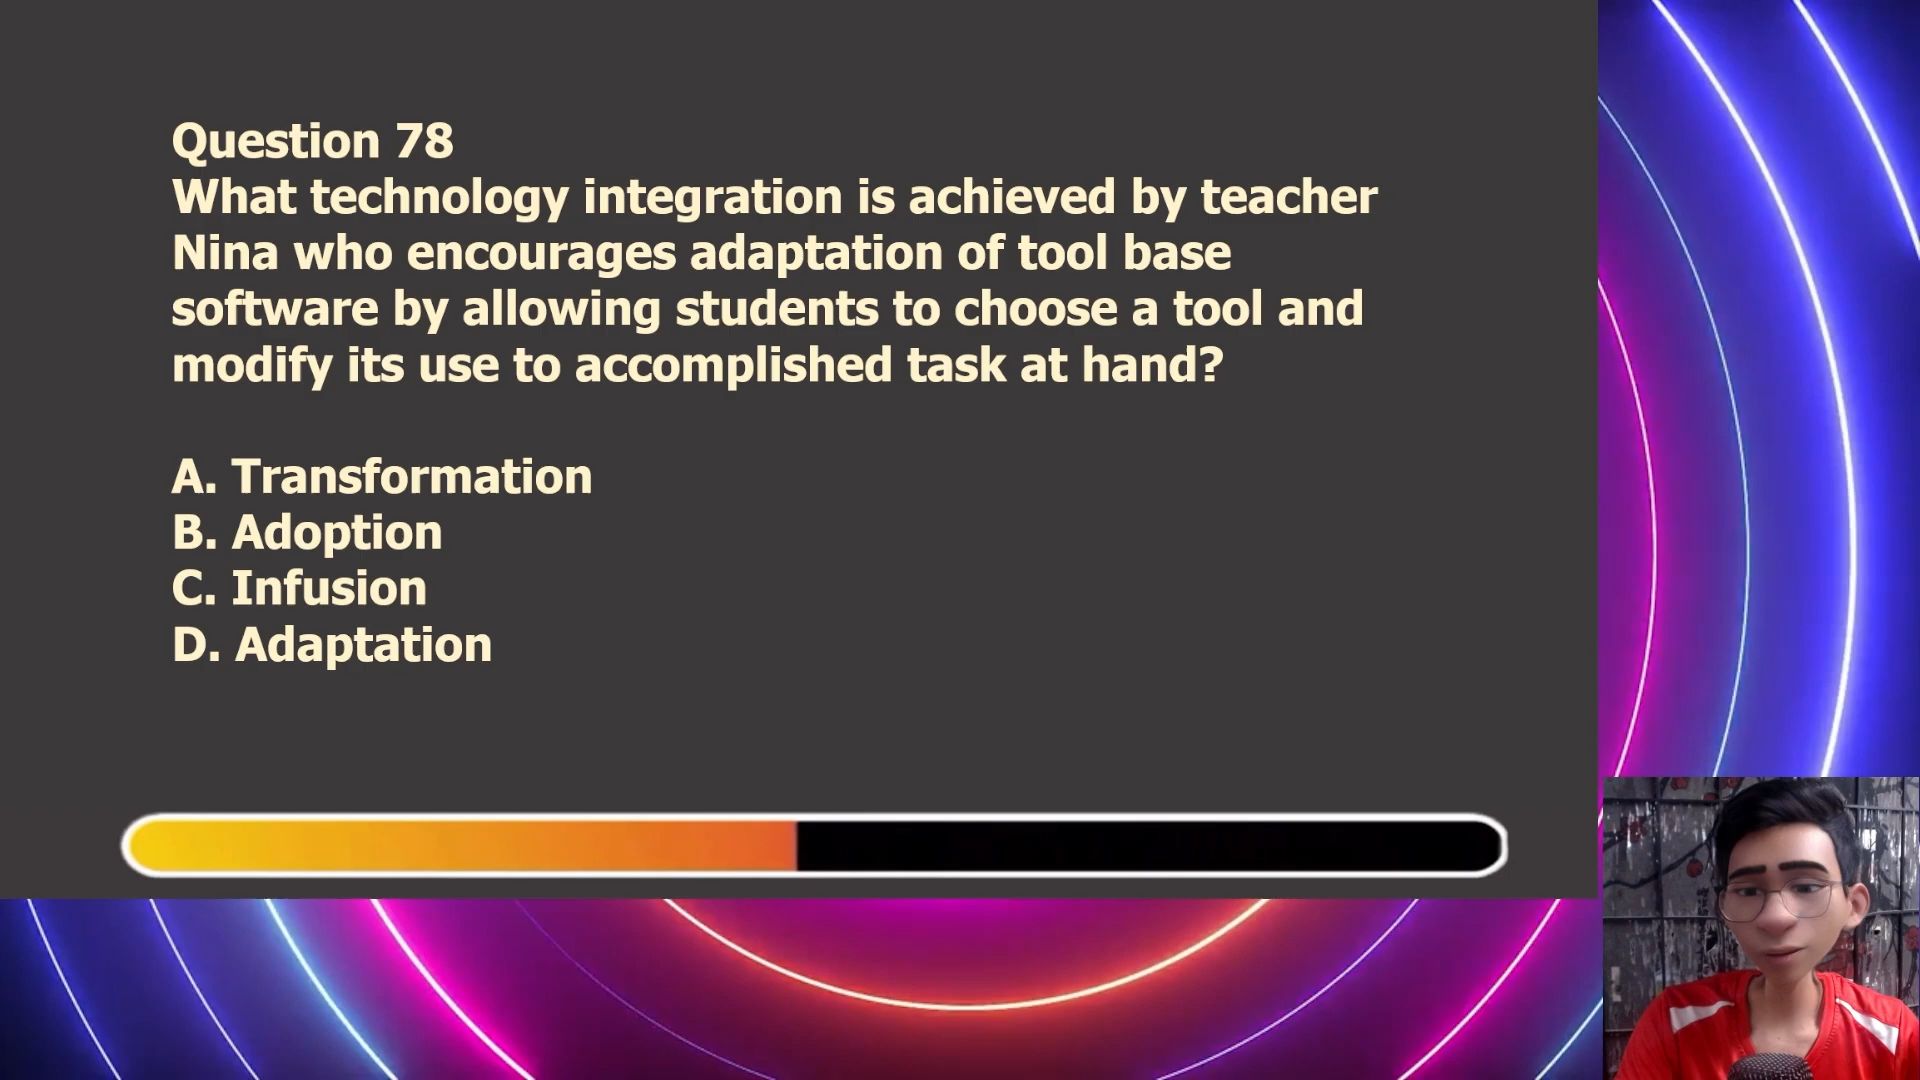 Question 78
What technology integration is achieved by teacher
Nina who encourages adaptation of tool base
software by allowing students to choose a tool and
modify its use to accomplished task at hand?
A. Transformation
B. Adoption
C. Infusion
D. Adaptation